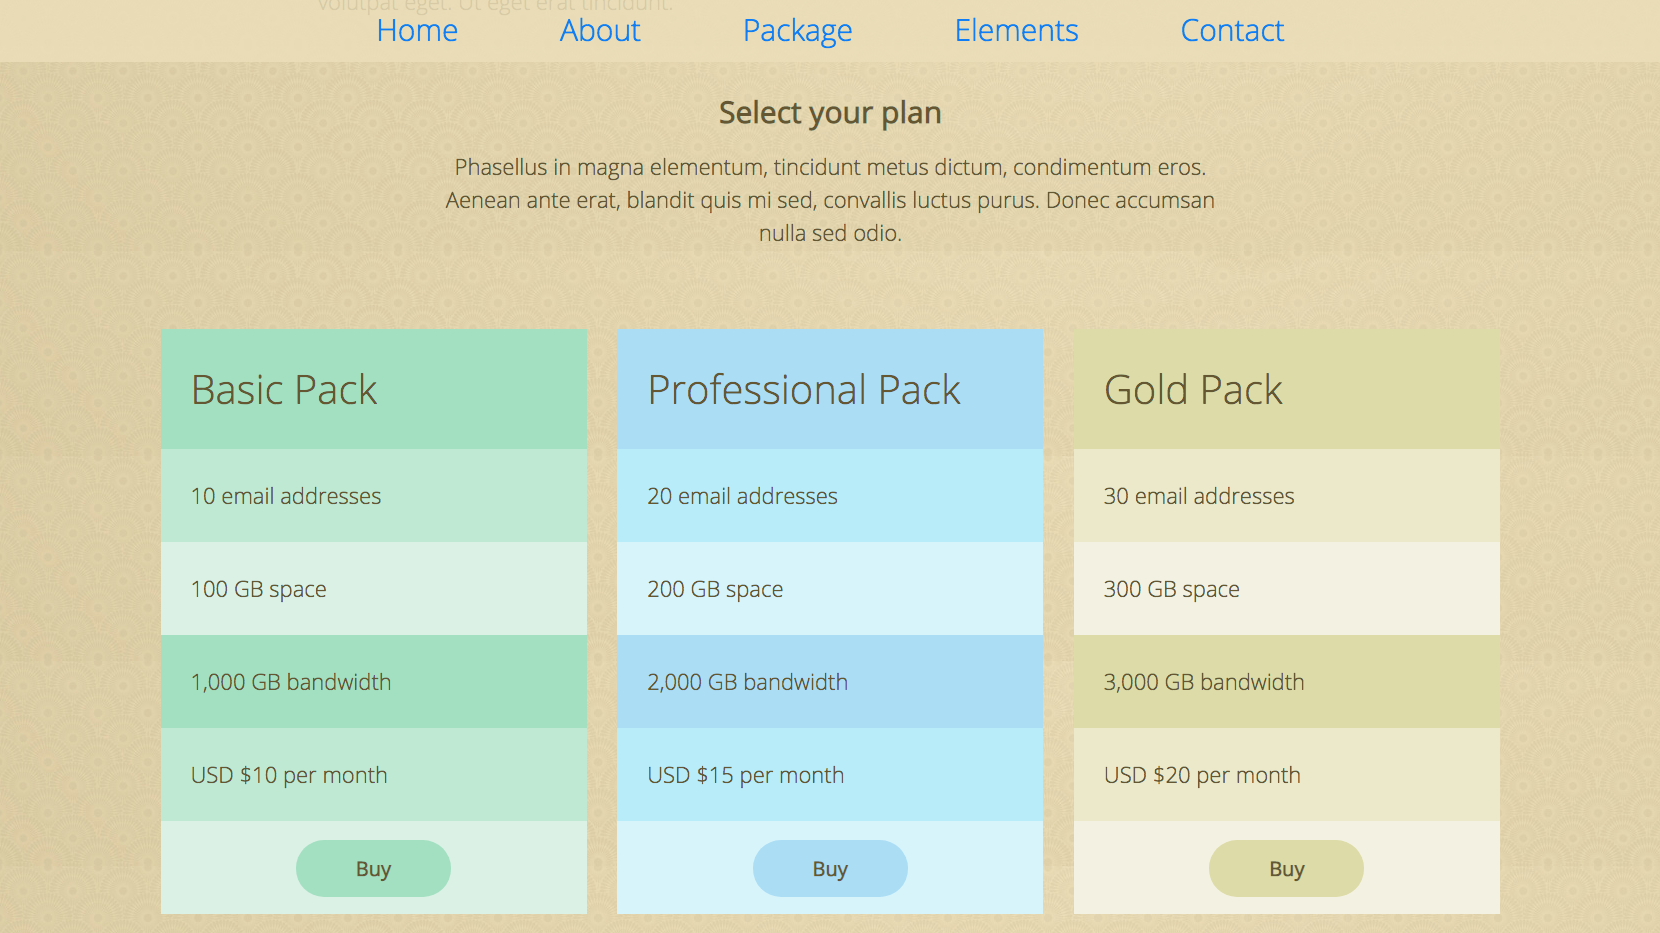 volutpat eget. Ut eget erat tincidunt.
Home About Package Elements Contact
Select your plan
Phasellus in magna elementum, tincidunt metus dictum, condimentum eros.
Aenean ante erat, blandit quis mi sed, convallis luctus purus. Donec accumsan
nulla sed odio.
Basic Pack
10 email addresses
100 GB space
1,000 GB bandwidth
USD $10 per month
Buy
Professional Pack
20 email addresses
200 GB space
2,000 GB bandwidth
USD $15 per month
Buy
Gold Pack
30 email addresses
300 GB space
3,000 GB bandwidth
USD $20 per month
Buy